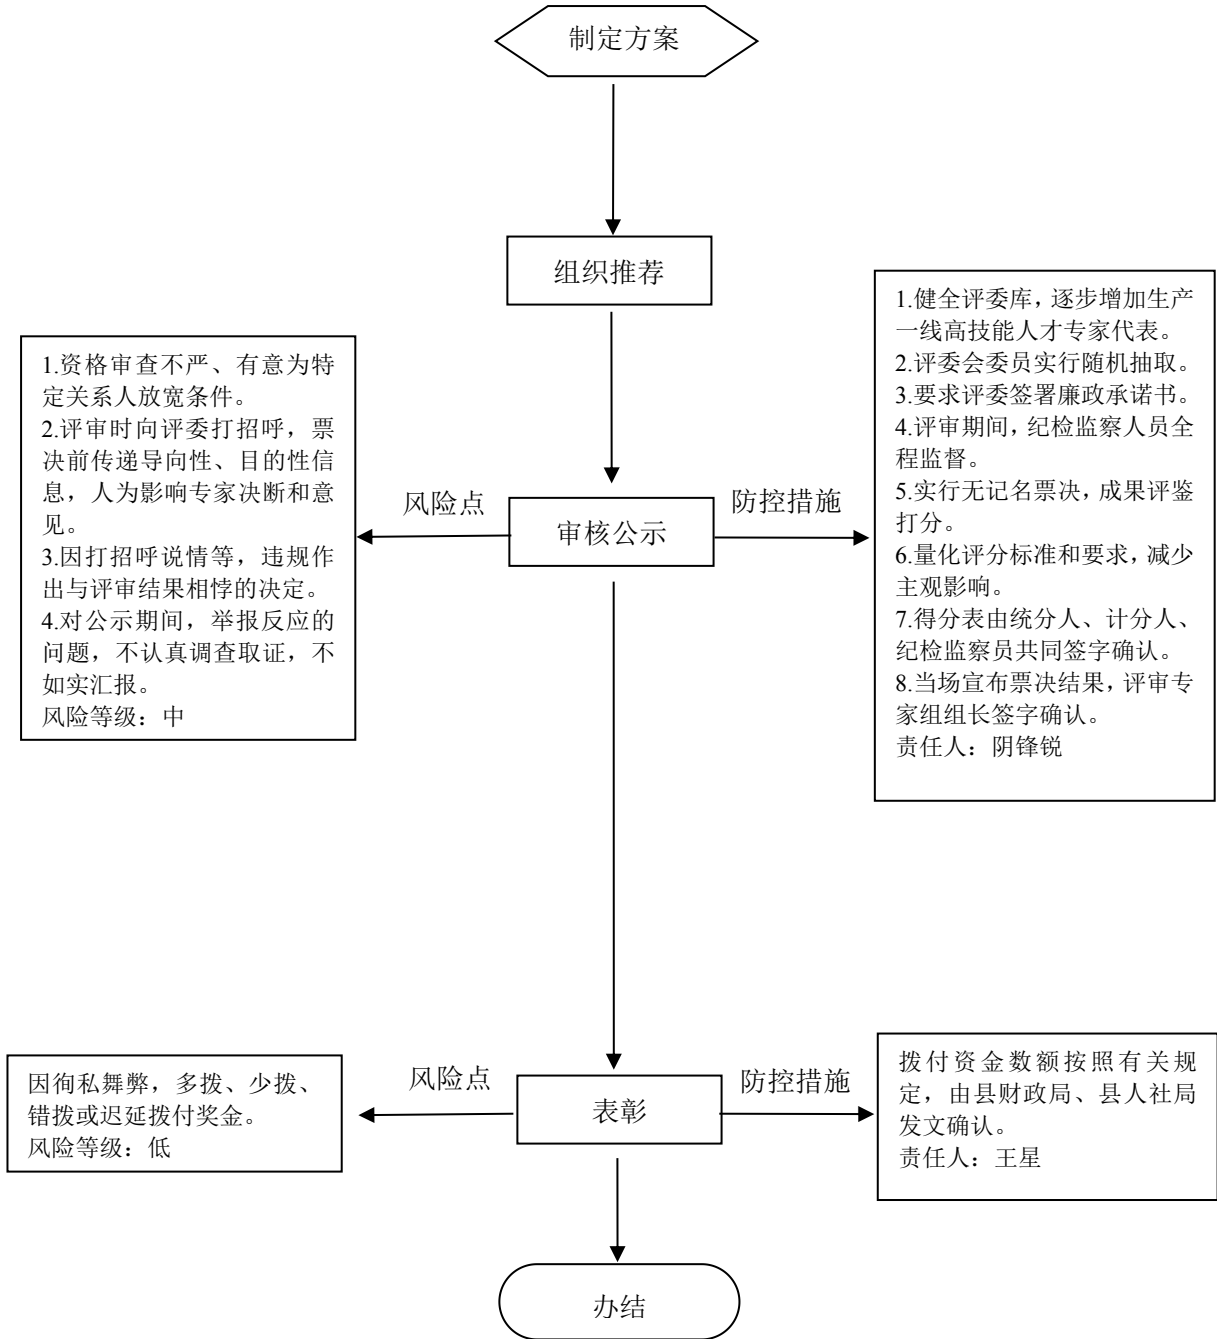 制定方案
组织推荐
1.资格审查不严、有意为特
定关系人放宽条件。
2.评审时向评委打招呼，票
决前传递导向性、目的性信
息，人为影响专家决断和意
见。
3.因打招呼说情等，违规作
出与评审结果相悖的决定。
4.对公示期间，举报反应的
问题，不认真调查取证，不
如实汇报。
风险等级：中
风险点
审核公示
防控措施
1.健全评委库，逐步增加生产
一线高技能人才专家代表。
2.评委会委员实行随机抽取。
3.要求评委签署廉政承诺书。
4.评审期间，纪检监察人员全
程监督。
5.实行无记名票决，成果评鉴
打分。
6.量化评分标准和要求，减少
主观影响。
7.得分表由统分人、计分人、
纪检监察员共同签字确认。
8.当场宣布票决结果，评审专
家组组长签字确认。
责任人：阴锋锐
因徇私舞弊，多拨、少拨、
错拨或迟延拨付奖金。
风险等级：低
风险点
表彰
防控措施
拨付资金数额按照有关规
定，由县财政局、县人社局
发文确认。
责任人：王星
办结